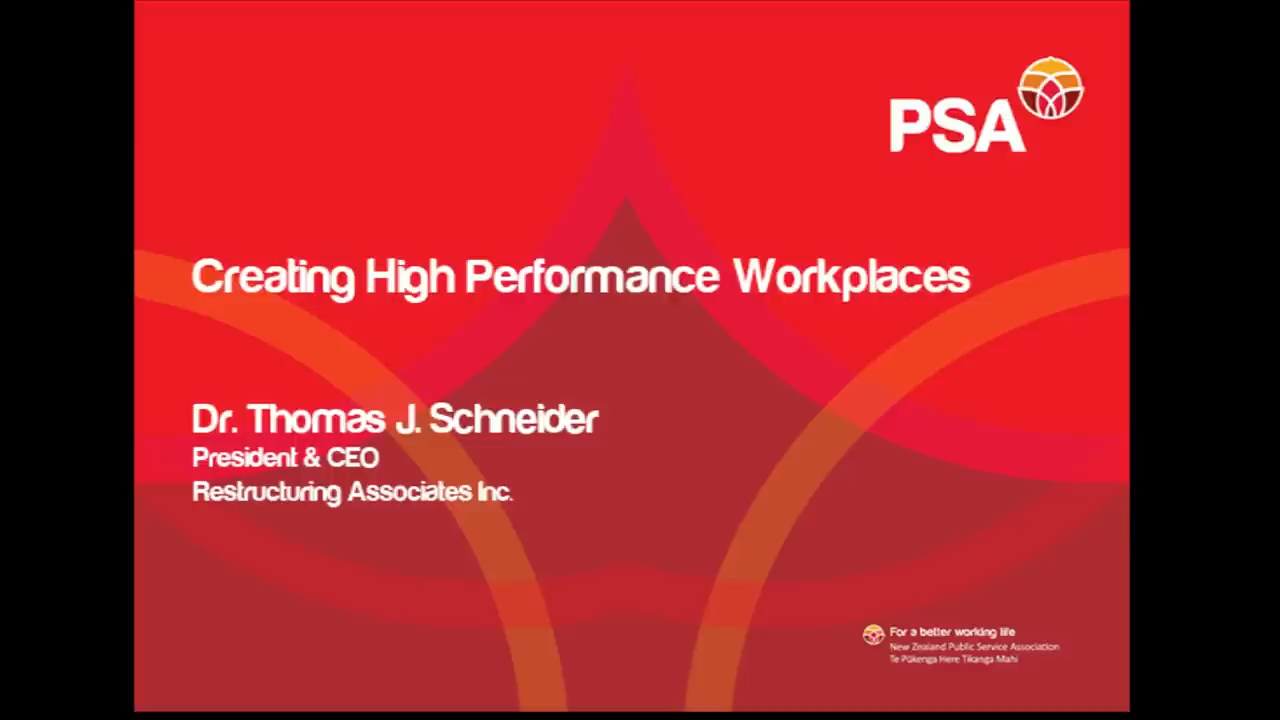 PSA
Creating High Performance Workplaces
Dr. Thomas J. Schneider
President & CEO
Restructuring Associates Inc.
For a better working life
New Zealand Public Service Association
Te Pūkenga Here Tikanga Mahi